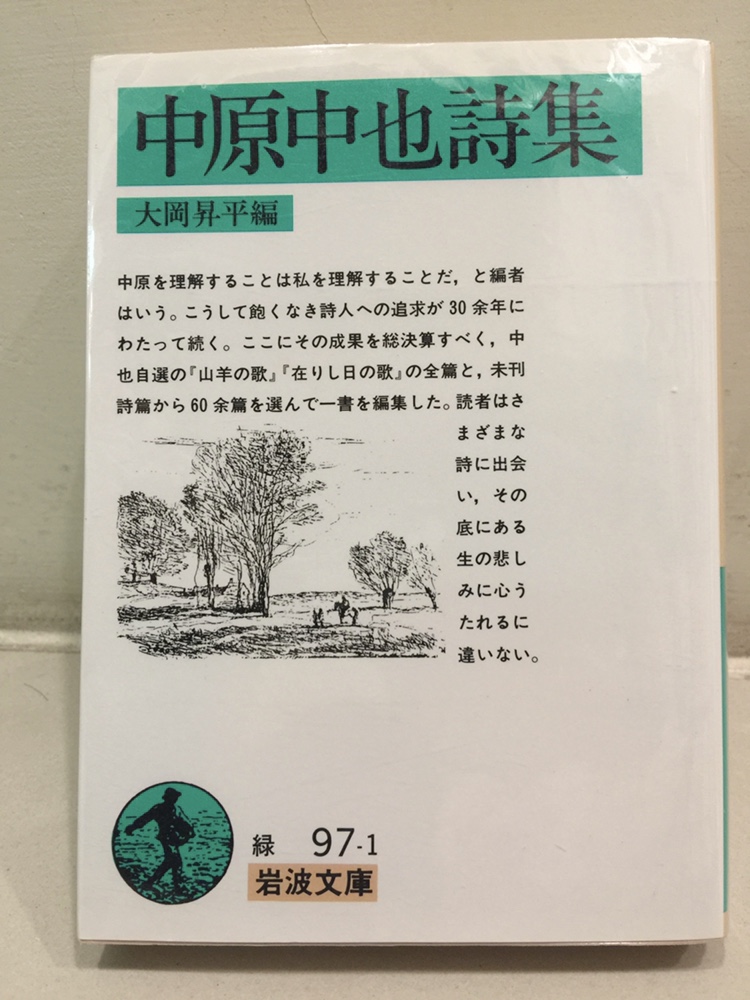 中原中也詩集
大岡昇平編
中原を理解することは私を理解することだ，と編者
はいう。こうして飽くなき詩人への追求が30余年に
わたって続く。ここにその成果を総決算すべく，中
也自選の『山羊の歌』『在りし日の歌』の全篇と，未刊
詩篇から60余篇を選んで一書を編集した。読者はさ
まざまな
詩に出会
い，その
底にある
生の悲し
みに心う
たれるに
違いない。
緑 97-1
岩波文庫